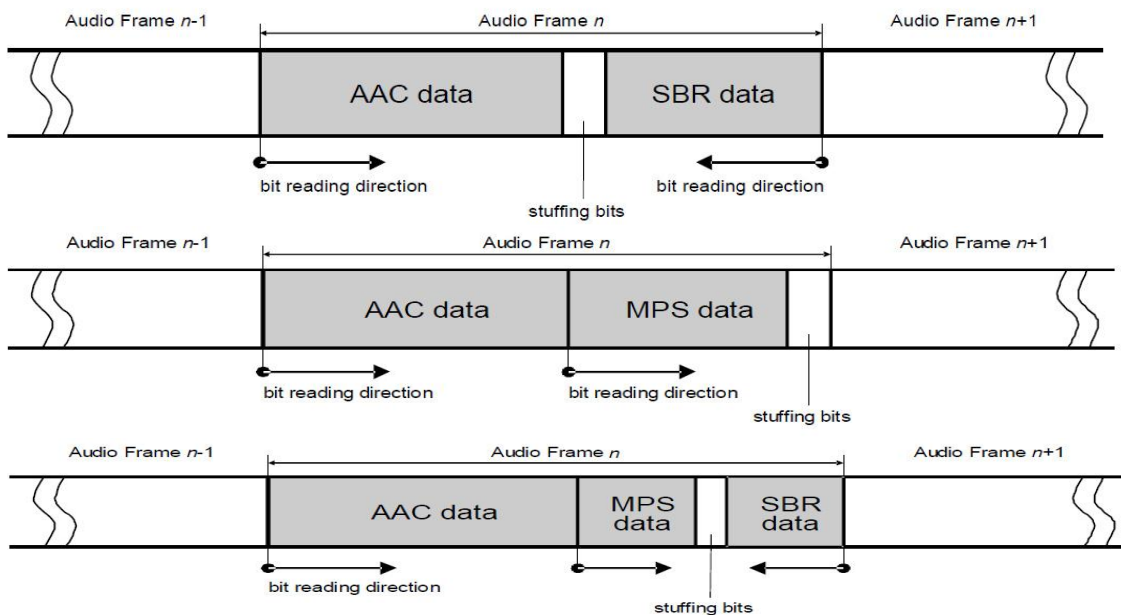 Audio Frame n-1
Audio Frame n
Audio Frame n+1
AAC data
SBR data
bit reading direction
bit reading direction
stuffing bits
Audio Frame n-1
Audio Frame n
Audio Frame n+1
AAC data
MPS data
bit reading direction
bit reading direction
stuffing bits
Audio Frame n-1
Audio Frame n
Audio Frame n+1
AAC data
MPS
data
SBR
data
bit reading direction
stuffing bits